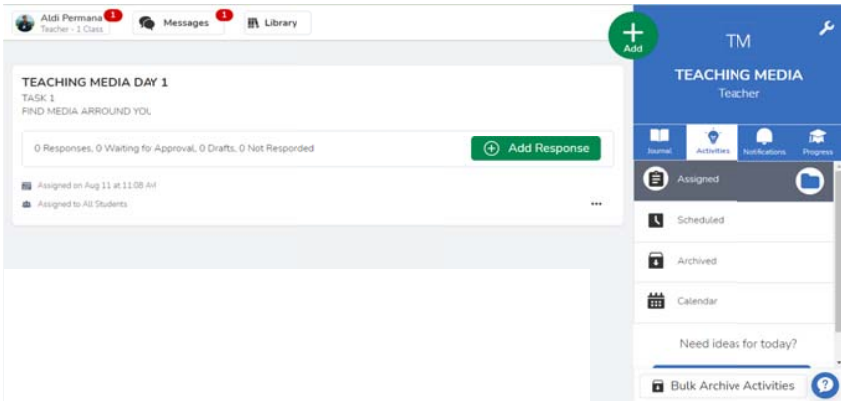 Aldi Permana 1
Teacher - 1 Class
Messages 1
Library
Add
TEACHING MEDIA DAY 1
TASK 1
FIND MEDIA ARROUND YOU
0 Responses, 0 Waiting for Approval, 0 Drafts, 0 Not Responded
Add Response
Assigned on Aug 11 at 11:08 AM
Assigned to All Students
TM
TEACHING MEDIA
Teacher
Journal
Activities
Notifications
Progress
Assigned
Scheduled
Archived
Calendar
Need ideas for today?
Bulk Archive Activities